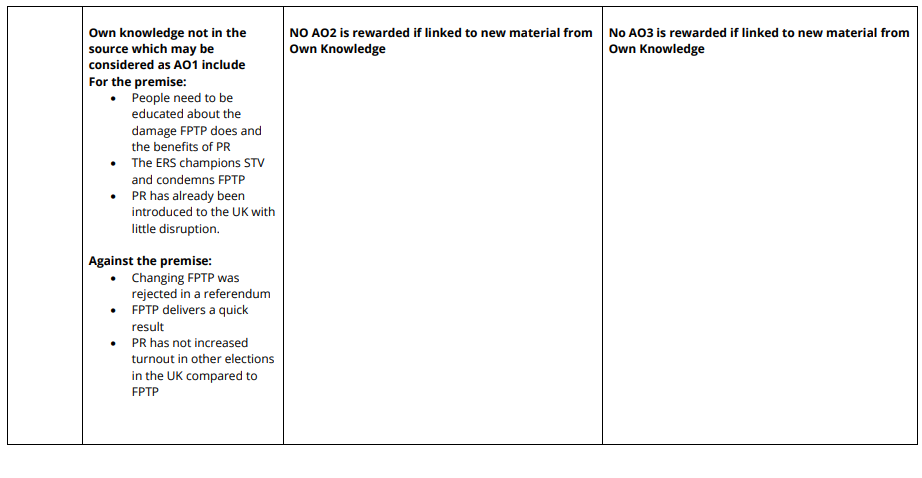 Own knowledge not in the
source which may be
considered as AO1 include
For the premise:
• People need to be
educated about the
damage FPTP does and
the benefits of PR
• The ERS champions STV
and condemns FPTP
• PR has already been
introduced to the UK with
little disruption.
Against the premise:
• Changing FPTP was
rejected in a referendum
• FPTP delivers a quick
result
• PR has not increased
turnout in other elections
in the UK compared to
FPTP
NO AO2 is rewarded if linked to new material from
Own Knowledge
No AO3 is rewarded if linked to new material from
Own Knowledge